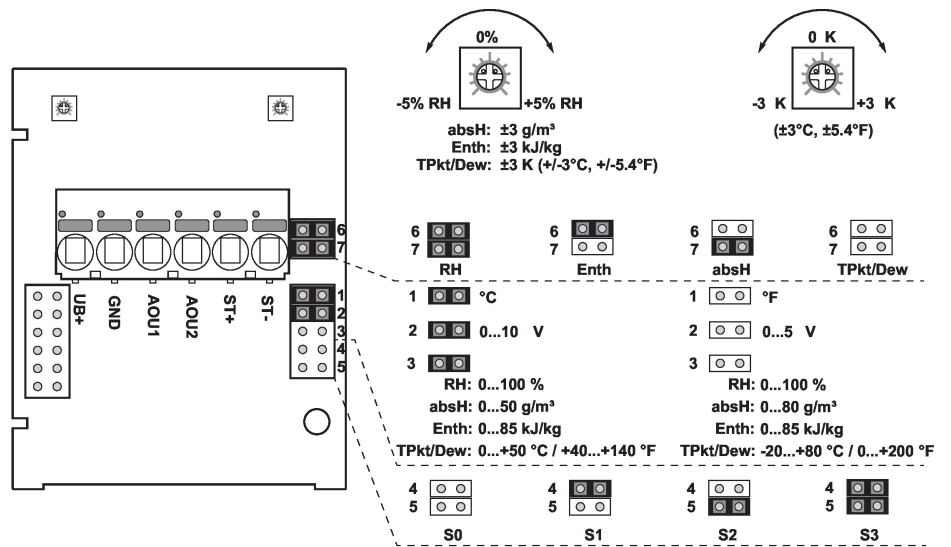 0%
-5% RH +5% RH
absH: ±3 g/m³
Enth: ±3 kJ/kg
TPkt/Dew: ±3 K (+/-3°C, +/-5.4°F)
0 K
-3 K +3 K
(±3°C, ±5.4°F)
6
7
UB+
GND
AOU1
AOU2
ST+
ST-
1
2
3
4
5
6
7
RH
6
7
Enth
6
7
absH
6
7
TPkt/Dew
1 °C
1 °F
2 0...10 V
2 0...5 V
3
RH: 0...100 %
absH: 0...50 g/m³
Enth: 0...85 kJ/kg
TPkt/Dew: 0...+50 °C / +40...+140 °F
3
RH: 0...100 %
absH: 0...80 g/m³
Enth: 0...85 kJ/kg
TPkt/Dew: -20...+80 °C / 0...+200 °F
4
5
S0
4
5
S1
4
5
S2
4
5
S3